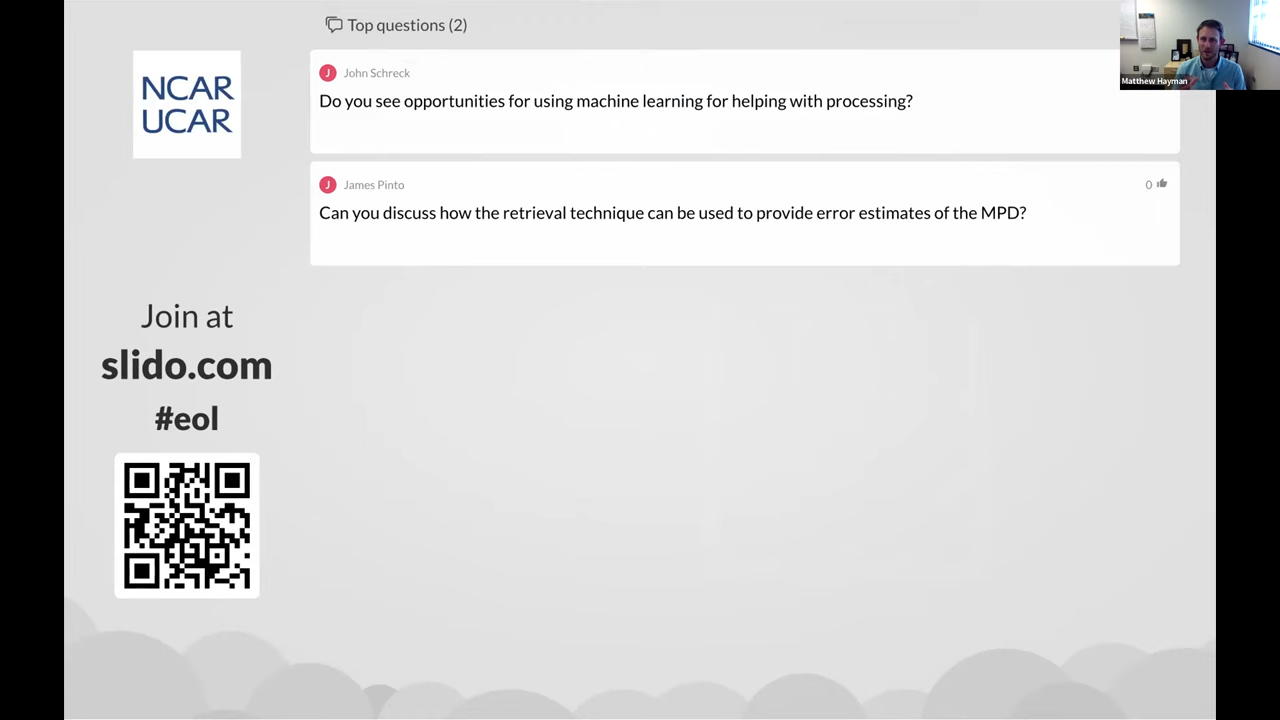 Top questions (2)
NCAR
UCAR
J John Schreck
Do you see opportunities for using machine learning for helping with processing?
J James Pinto
0
Can you discuss how the retrieval technique can be used to provide error estimates of the MPD?
Matthew Hayman
Join at
slido.com
#eol